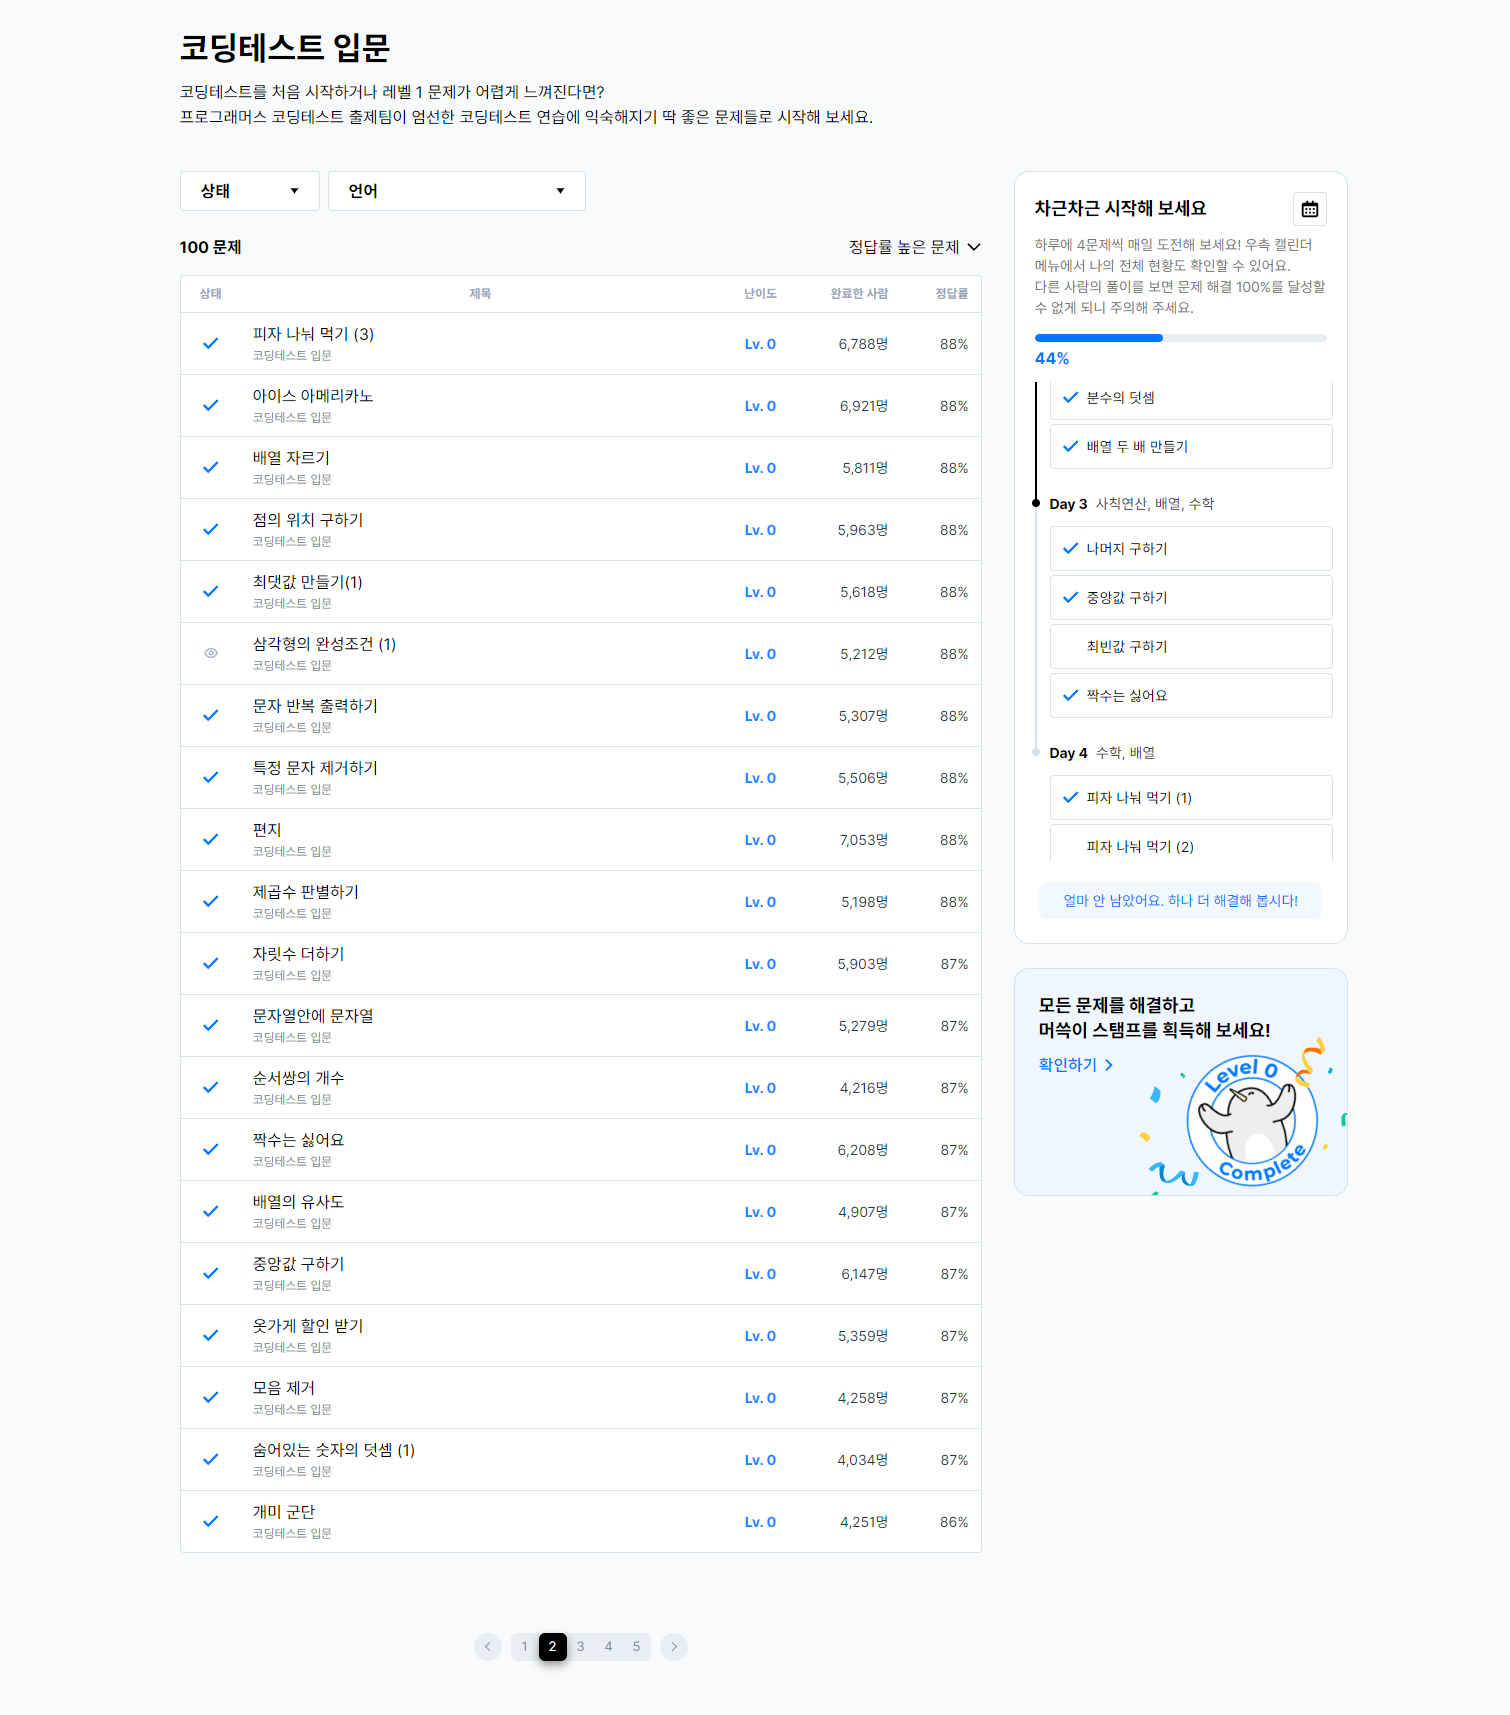 코딩테스트 입문
코딩테스트를 처음 시작하거나 레벨 1 문제가 어렵게 느껴진다면?
프로그래머스 코딩테스트 출제팀이 엄선한 코딩테스트 연습에 익숙해지기 딱 좋은 문제들로 시작해 보세요.
상태 언어
100 문제 정답률 높은 문제
상태 제목 난이도 완료한 사람 정답률
피자 나눠 먹기 (3) Lv. 0 6,788명 88%
코딩테스트 입문
아이스 아메리카노 Lv. 0 6,921명 88%
코딩테스트 입문
배열 자르기 Lv. 0 5,811명 88%
코딩테스트 입문
점의 위치 구하기 Lv. 0 5,963명 88%
코딩테스트 입문
최댓값 만들기(1) Lv. 0 5,618명 88%
코딩테스트 입문
삼각형의 완성조건 (1) Lv. 0 5,212명 88%
코딩테스트 입문
문자 반복 출력하기 Lv. 0 5,307명 88%
코딩테스트 입문
특정 문자 제거하기 Lv. 0 5,506명 88%
코딩테스트 입문
편지 Lv. 0 7,053명 88%
코딩테스트 입문
제곱수 판별하기 Lv. 0 5,198명 88%
코딩테스트 입문
자릿수 더하기 Lv. 0 5,903명 87%
코딩테스트 입문
문자열안에 문자열 Lv. 0 5,279명 87%
코딩테스트 입문
순서쌍의 개수 Lv. 0 4,216명 87%
코딩테스트 입문
짝수는 싫어요 Lv. 0 6,208명 87%
코딩테스트 입문
배열의 유사도 Lv. 0 4,907명 87%
코딩테스트 입문
중앙값 구하기 Lv. 0 6,147명 87%
코딩테스트 입문
옷가게 할인 받기 Lv. 0 5,359명 87%
코딩테스트 입문
모음 제거 Lv. 0 4,258명 87%
코딩테스트 입문
숨어있는 숫자의 덧셈 (1) Lv. 0 4,034명 87%
코딩테스트 입문
개미 군단 Lv. 0 4,251명 86%
코딩테스트 입문
1 2 3 4 5
차근차근 시작해 보세요
하루에 4문제씩 매일 도전해 보세요! 우측 캘린더
메뉴에서 나의 전체 현황도 확인할 수 있어요.
다른 사람의 풀이를 보면 문제 해결 100%를 달성할
수 없게 되니 주의해 주세요.
44%
분수의 덧셈
배열 두 배 만들기
Day 3 사칙연산, 배열, 수학
나머지 구하기
중앙값 구하기
최빈값 구하기
짝수는 싫어요
Day 4 수학, 배열
피자 나눠 먹기 (1)
피자 나눠 먹기 (2)
얼마 안 남았어요. 하나 더 해결해 봅시다!
모든 문제를 해결하고
머쓱이 스탬프를 획득해 보세요!
확인하기
Level 0
Complete